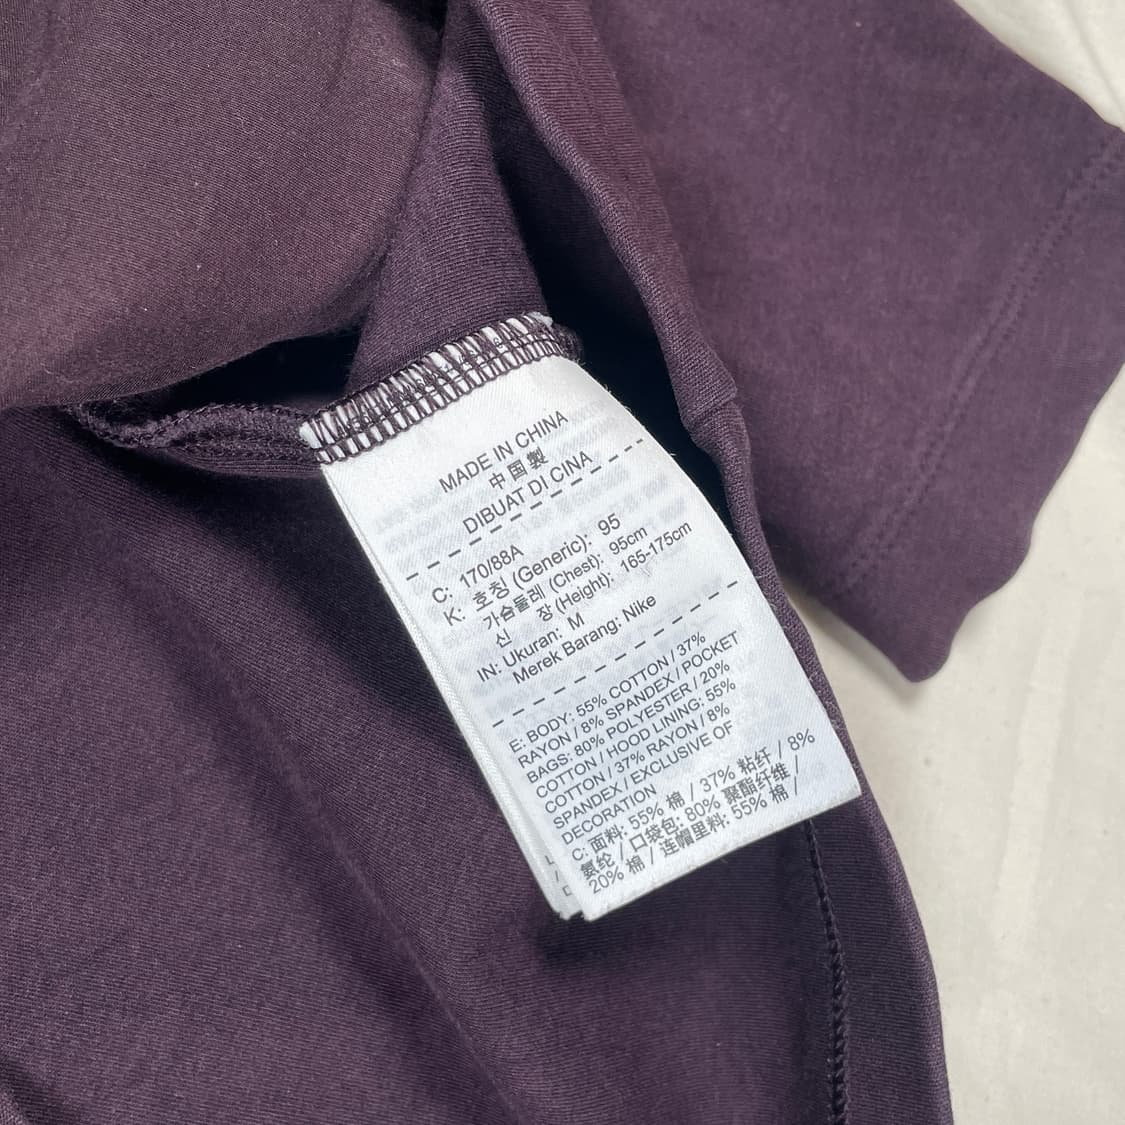 MADE IN CHINA
中国製
DIBUAT DI CINA
C: 170/88A
K: 호칭 (Generic): 95
가슴둘레 (Chest): 95cm
신 장 (Height): 165-175cm
IN: Ukuran: M
Merek Barang: Nike
E: BODY: 55% COTTON / 37%
RAYON / 8% SPANDEX / POCKET
BAGS: 80% POLYESTER / 20%
COTTON / HOOD LINING: 55%
COTTON / 37% RAYON / 8%
SPANDEX / EXCLUSIVE OF
DECORATION
C: 面料: 55% 棉 / 37% 粘纤 / 8%
氨纶 / 口袋包: 80% 聚酯纤维 /
20% 棉 / 连帽里料: 55% 棉 /